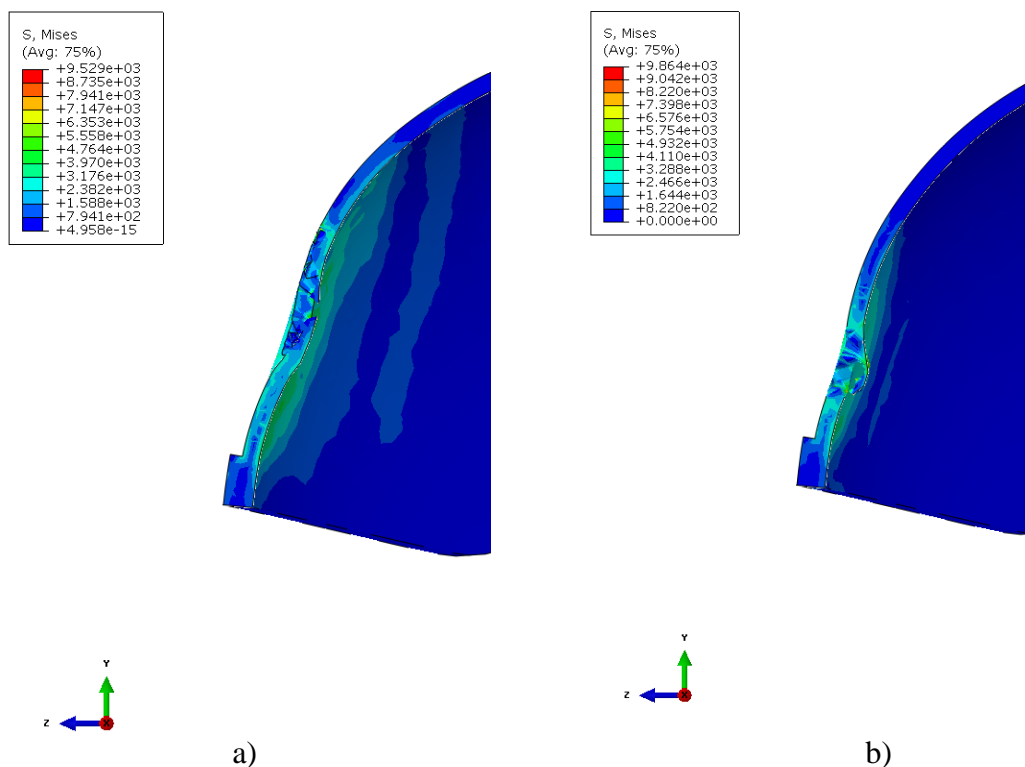 S, Mises
(Avg: 75%)
+9.529e+03
+8.735e+03
+7.941e+03
+7.147e+03
+6.353e+03
+5.558e+03
+4.764e+03
+3.970e+03
+3.176e+03
+2.382e+03
+1.588e+03
+7.941e+02
+4.958e-15
S, Mises
(Avg: 75%)
+9.864e+03
+9.042e+03
+8.220e+03
+7.398e+03
+6.576e+03
+5.754e+03
+4.932e+03
+4.110e+03
+3.288e+03
+2.466e+03
+1.644e+03
+8.220e+02
+0.000e+00
Y
Z
X
Y
Z
X
a)
b)